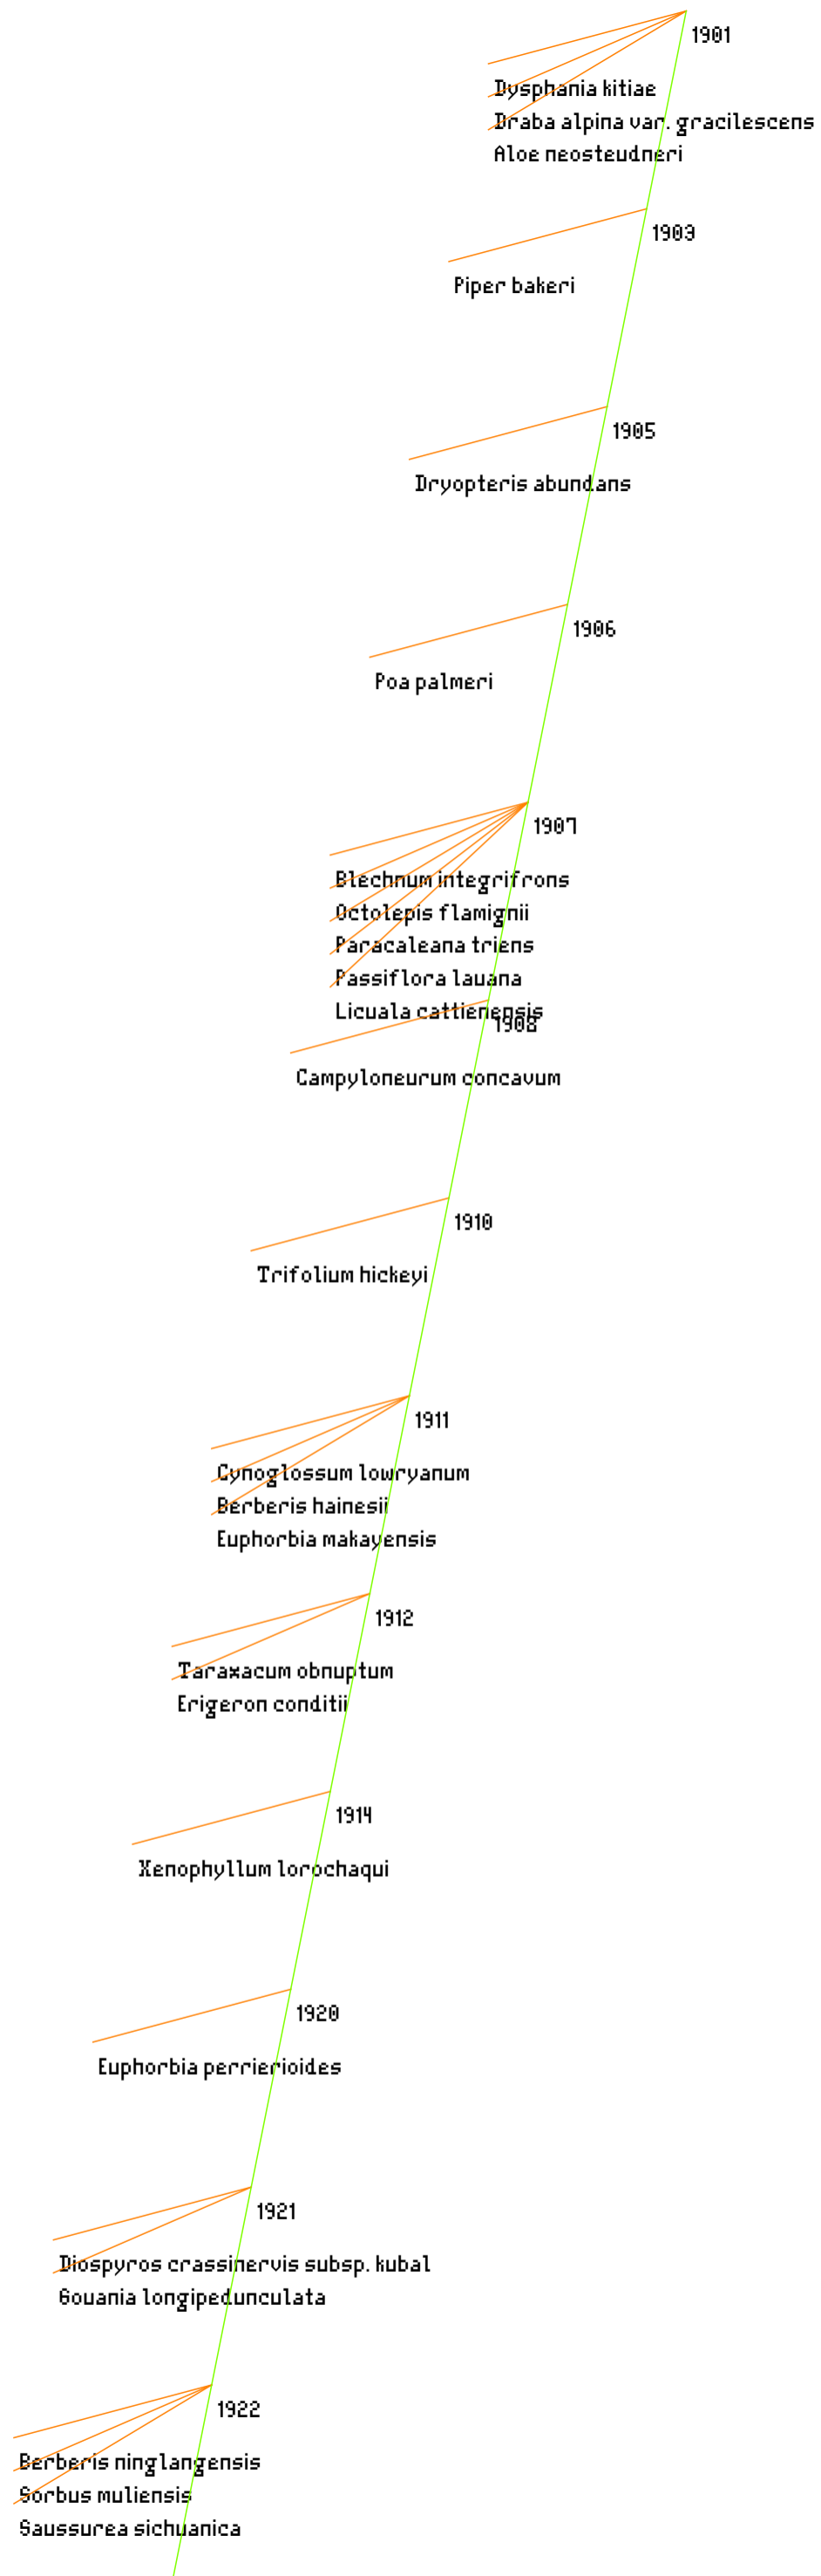 1901
Dysphania kitiae
Draba alpina var. gracilescens
Aloe neosteudneri
1903
Piper bakeri
1905
Dryopteris abundans
1906
Poa palmeri
1907
Blechnum integrifrons
Octolepis flamignii
Paracaleana triens
Passiflora lauana
Licuala cattienensis
1908
Campyloneurum concavum
1910
Trifolium hickeyi
1911
Cynoglossum lowryanum
Berberis hainesii
Euphorbia makayensis
1912
Taraxacum obnuptum
Erigeron conditii
1914
Xenophyllum lorochaqui
1920
Euphorbia perrierioides
1921
Diospyros crassinervis subsp. kubal
Gouania longipedunculata
1922
Berberis ninglangensis
Sorbus muliensis
Saussurea sichuanica